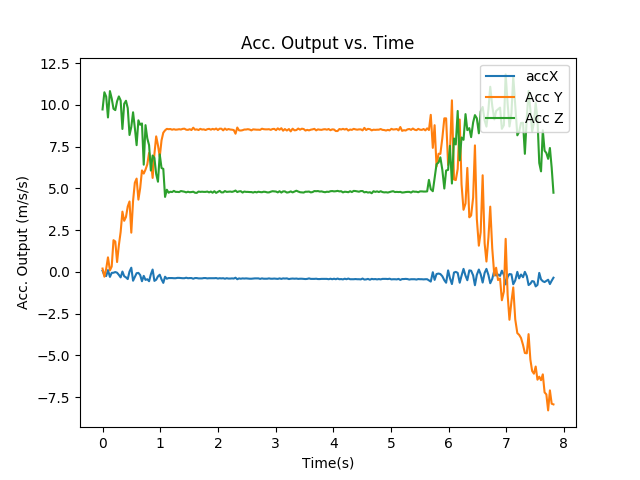 Acc. Output vs. Time
accX
Acc Y
Acc Z
Acc. Output (m/s/s)
12.5
10.0
7.5
5.0
2.5
0.0
−2.5
−5.0
−7.5
0 1 2 3 4 5 6 7 8
Time(s)